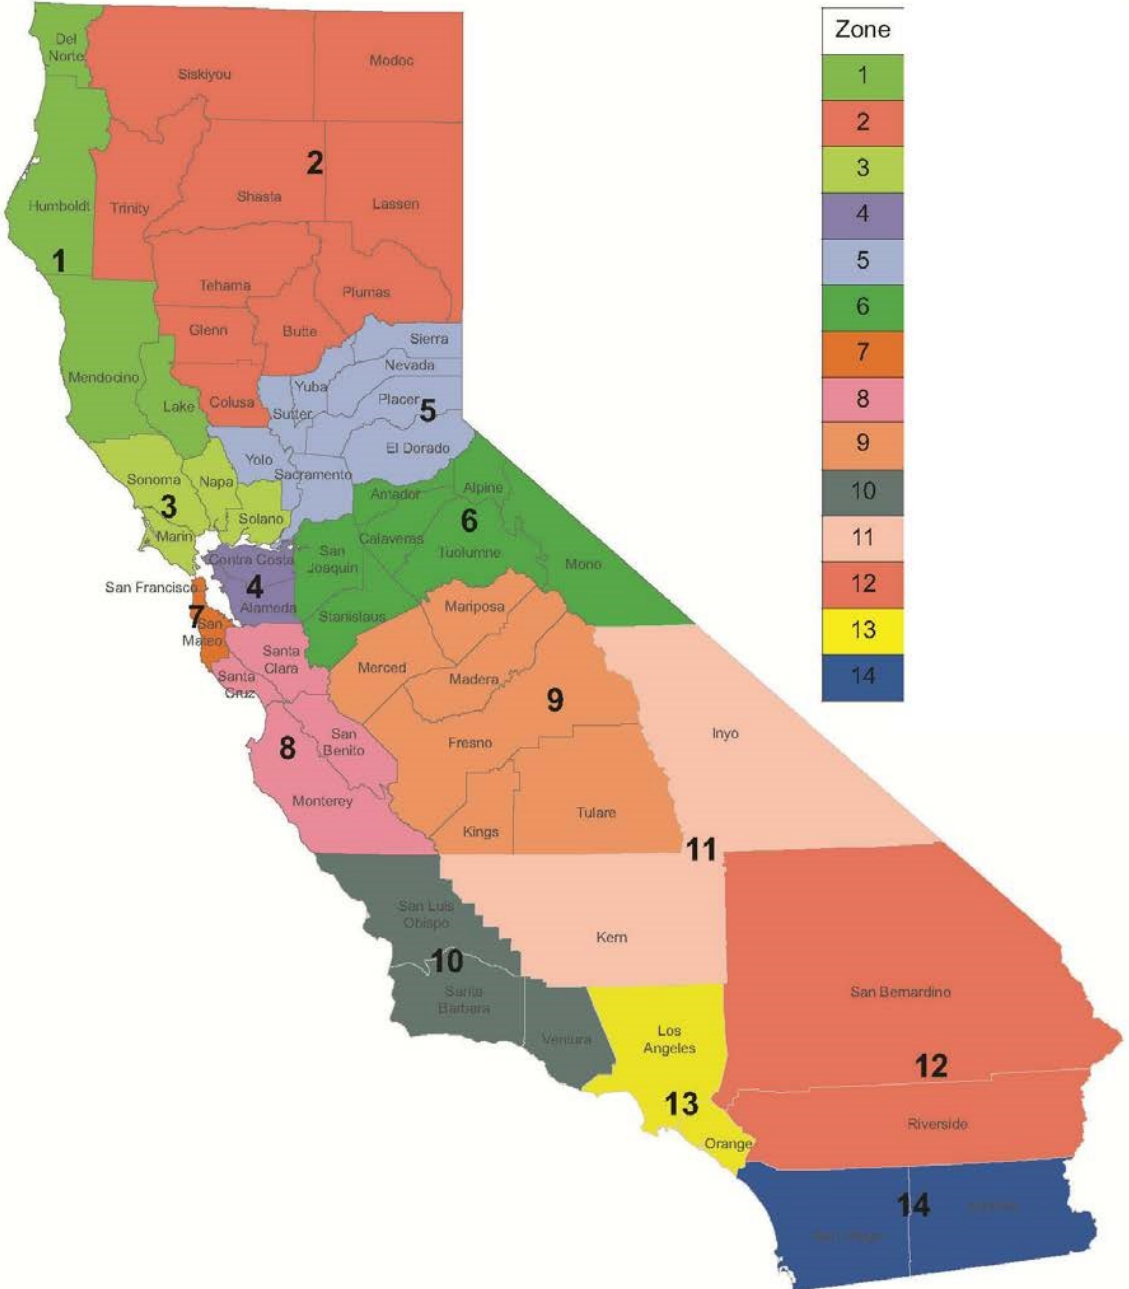 Zone
1
2
3
4
5
6
7
8
9
10
11
12
13
14
Del
Norte
Siskiyou
Modoc
2
Humboldt
Trinity
Shasta
Lassen
1
Tehama
Plumas
Glenn
Butte
Sierra
Nevada
Mendocino
Yuba
Placer
Lake
Colusa
Sutter
5
El Dorado
Yolo
Sacramento
Sonoma
Napa
Amador
Alpine
3
Solano
6
Marin
Calaveras
San
Joaquin
Tuolumne
Contra Costa
Mono
San Francisco
4
Alameda
Mariposa
7
San
Mateo
Stanislaus
Santa
Clara
Merced
Santa
Cruz
Madera
9
San
Benito
8
Fresno
Inyo
Monterey
Tulare
Kings
11
San Luis
Obispo
Kern
10
Santa
Barbara
San Bernardino
Ventura
Los
Angeles
12
13
Riverside
Orange
14
San Diego